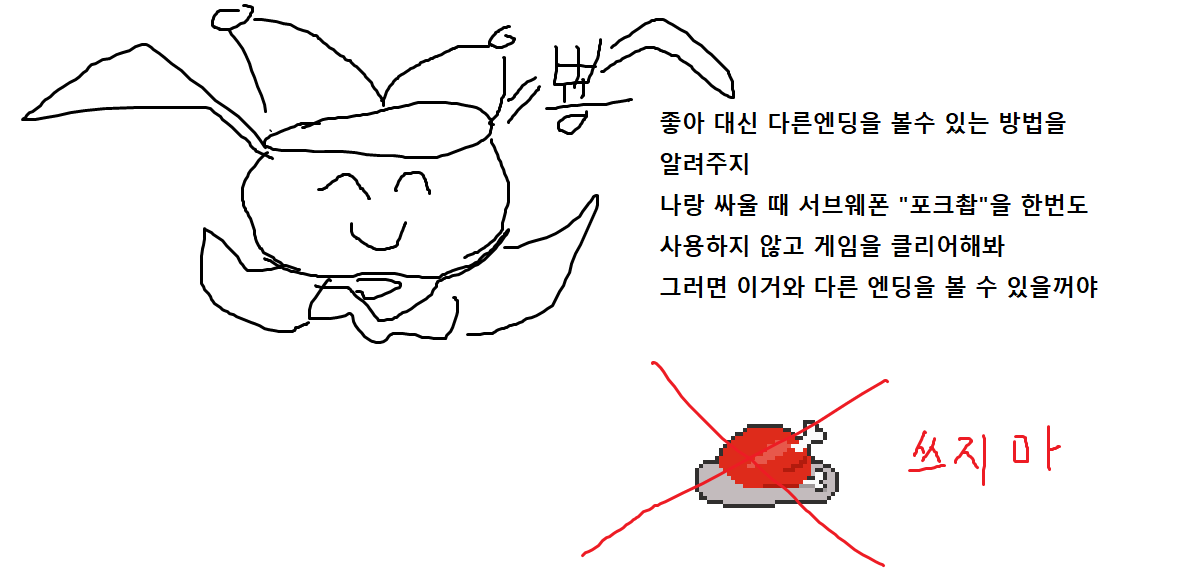 뿅
좋아 대신 다른엔딩을 볼수 있는 방법을
알려주지
나랑 싸울 때 서브웨폰 "포크촵"을 한번도
사용하지 않고 게임을 클리어해봐
그러면 이거와 다른 엔딩을 볼 수 있을꺼야
쓰지 마